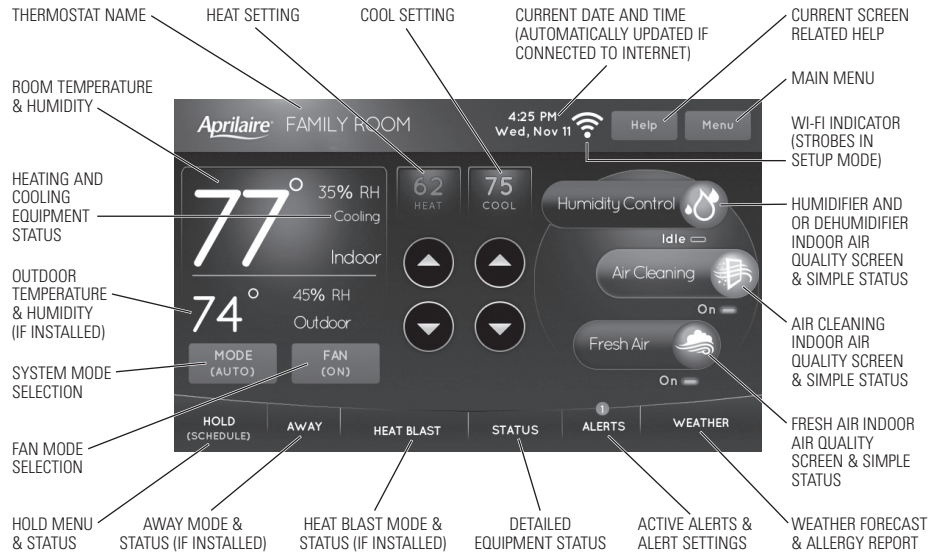 THERMOSTAT NAME
HEAT SETTING
COOL SETTING
CURRENT DATE AND TIME
(AUTOMATICALLY UPDATED IF
CONNECTED TO INTERNET)
CURRENT SCREEN
RELATED HELP
MAIN MENU
WI-FI INDICATOR
(STROBES IN
SETUP MODE)
HUMIDIFIER AND
OR DEHUMIDIFIER
INDOOR AIR
QUALITY SCREEN
& SIMPLE STATUS
AIR CLEANING
INDOOR AIR
QUALITY SCREEN
& SIMPLE STATUS
FRESH AIR INDOOR
AIR QUALITY
SCREEN & SIMPLE
STATUS
ROOM TEMPERATURE
& HUMIDITY
HEATING AND
COOLING
EQUIPMENT
STATUS
OUTDOOR
TEMPERATURE
& HUMIDITY
(IF INSTALLED)
SYSTEM MODE
SELECTION
FAN MODE
SELECTION
Aprilaire® FAMILY ROOM
4:25 PM
Wed, Nov 11
Help
Menu
77°
35% RH
Cooling
Indoor
74°
45% RH
Outdoor
62
HEAT
75
COOL
Humidity Control
Idle
Air Cleaning
On
Fresh Air
On
MODE
(AUTO)
FAN
(ON)
HOLD
(SCHEDULE)
AWAY
HEAT BLAST
STATUS
1
ALERTS
WEATHER
HOLD MENU
& STATUS
AWAY MODE &
STATUS (IF INSTALLED)
HEAT BLAST MODE &
STATUS (IF INSTALLED)
DETAILED
EQUIPMENT STATUS
ACTIVE ALERTS &
ALERT SETTINGS
WEATHER FORECAST
& ALLERGY REPORT